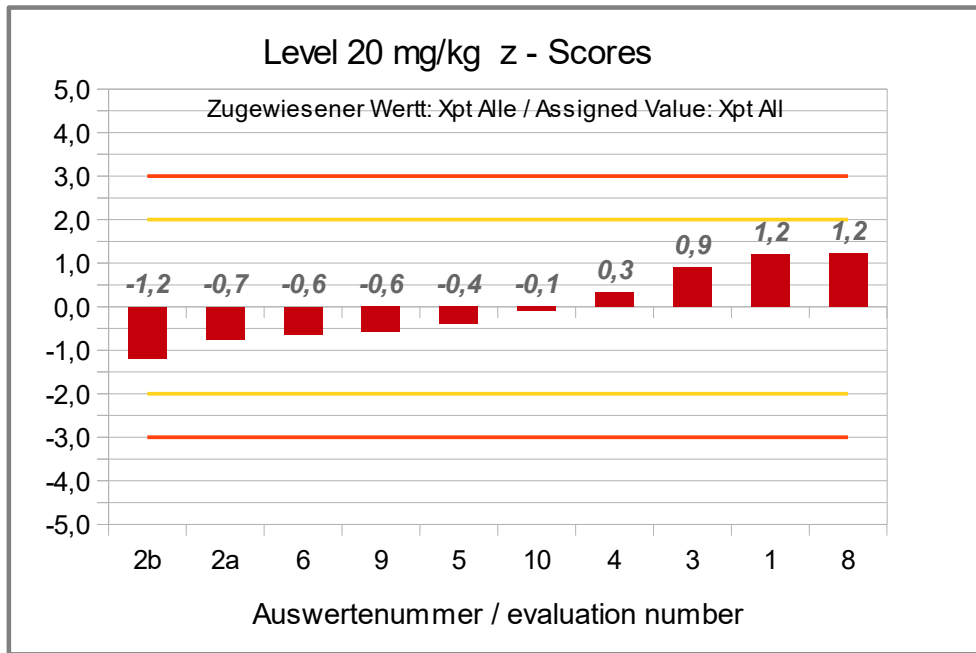 Level 20 mg/kg  z - Scores
Zugewiesener Wertt: Xpt Alle / Assigned Value: Xpt All
5,0
4,0
3,0
2,0
1,0
0,0
-1,0
-2,0
-3,0
-4,0
-5,0
-1,2 -0,7 -0,6 -0,6 -0,4 -0,1 0,3 0,9 1,2 1,2
2b 2a 6 9 5 10 4 3 1 8
Auswertenummer / evaluation number